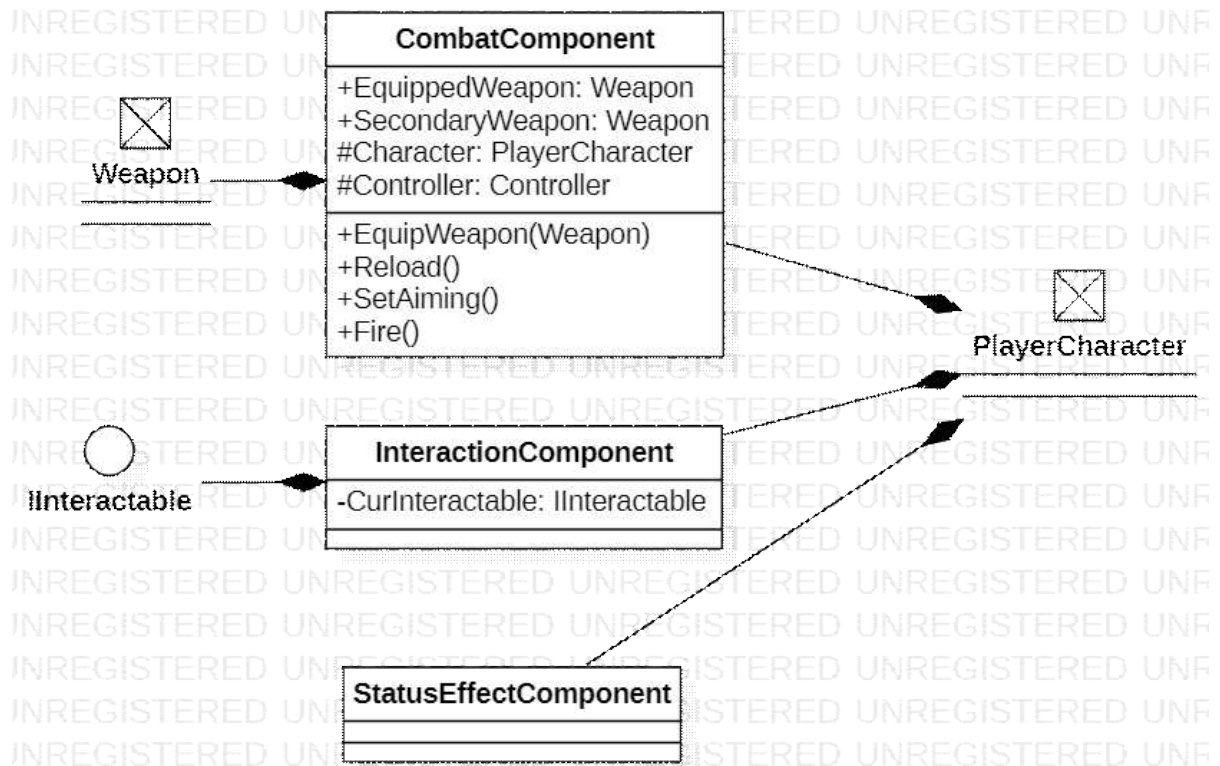 CombatComponent
+EquippedWeapon: Weapon
+SecondaryWeapon: Weapon
#Character: PlayerCharacter
#Controller: Controller
+EquipWeapon(Weapon)
+Reload()
+SetAiming()
+Fire()
Weapon
PlayerCharacter
InteractionComponent
-CurInteractable: IInteractable
IInteractable
StatusEffectComponent
UNREGISTERED